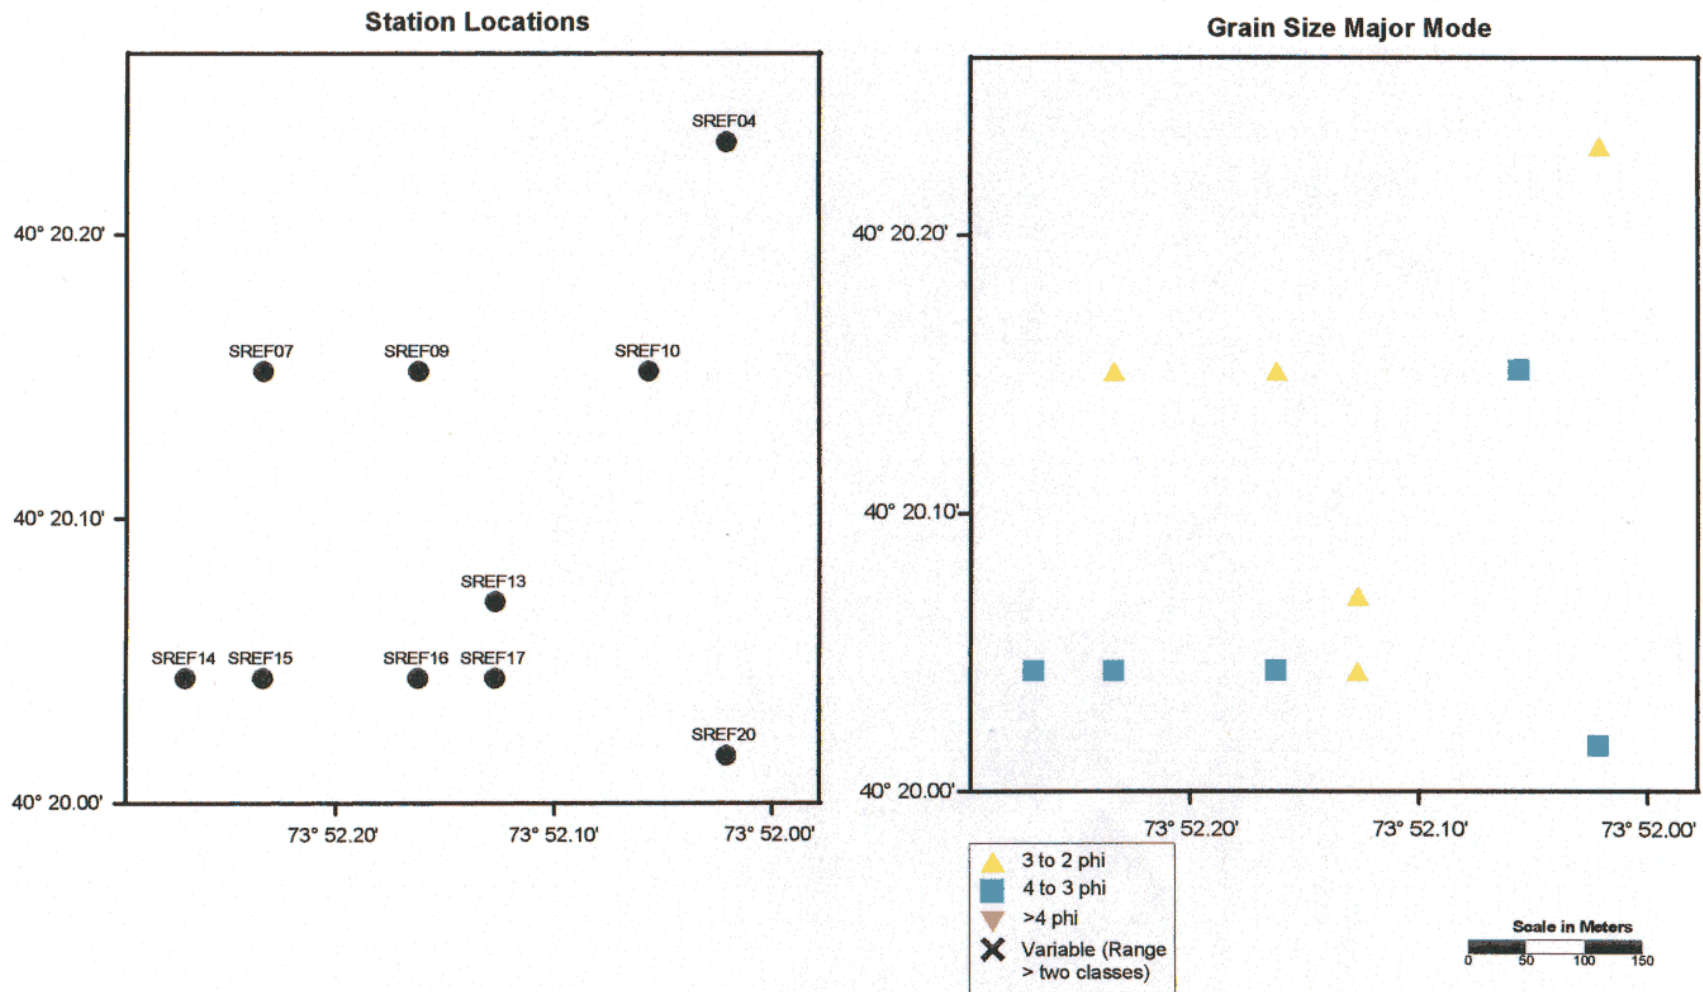 Station Locations
SREF04
40° 20.20'
SREF07 SREF09 SREF10
40° 20.10'
SREF13
SREF14 SREF15 SREF16 SREF17
SREF20
40° 20.00'
73° 52.20' 73° 52.10' 73° 52.00'
Grain Size Major Mode
40° 20.20'
40° 20.10'
40° 20.00'
73° 52.20' 73° 52.10' 73° 52.00'
3 to 2 phi
4 to 3 phi
>4 phi
Variable (Range
> two classes)
Scale in Meters
0 50 100 150